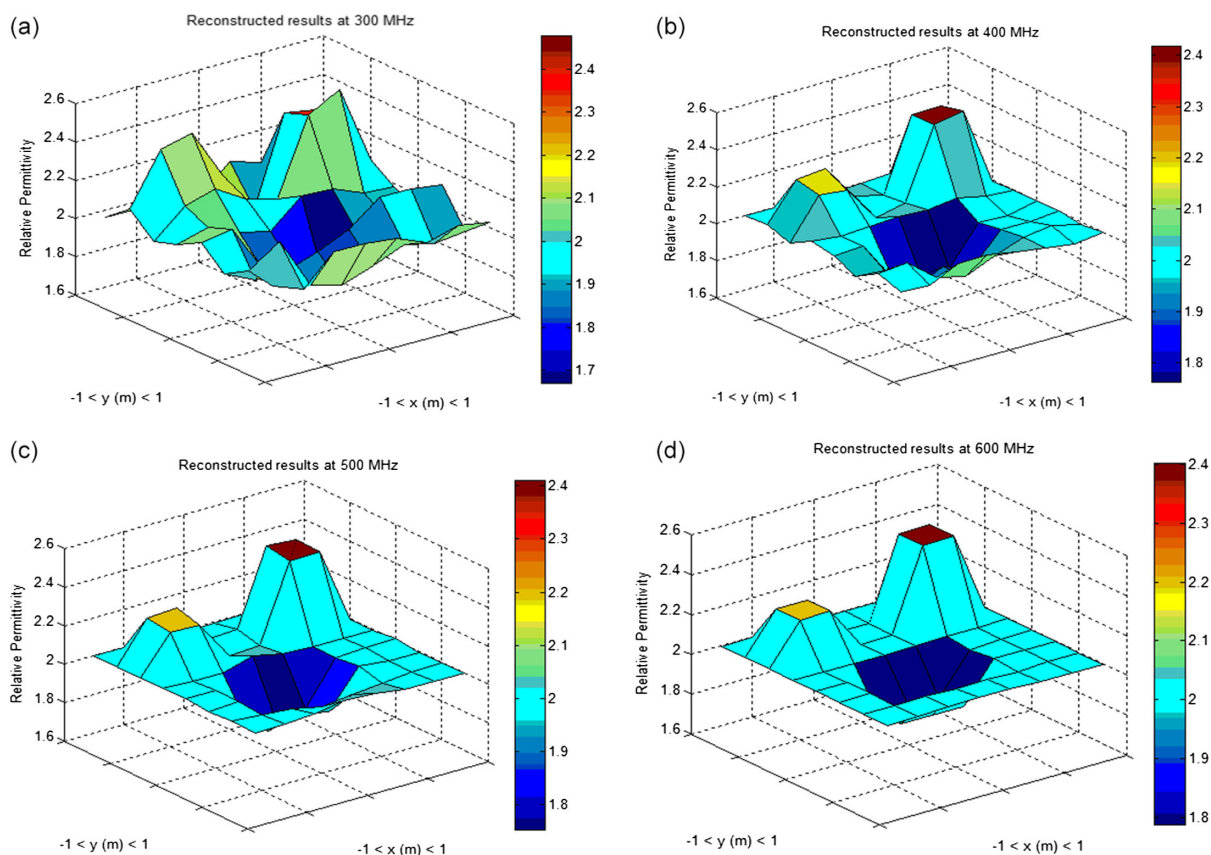 (a)
Reconstructed results at 300 MHz
2.6
2.4
2.2
2
1.8
1.6
Relative Permittivity
-1 < y (m) < 1
-1 < x (m) < 1
2.4
2.3
2.2
2.1
2
1.9
1.8
1.7
(b)
Reconstructed results at 400 MHz
2.6
2.4
2.2
2
1.8
1.6
Relative Permittivity
-1 < y (m) < 1
-1 < x (m) < 1
2.4
2.3
2.2
2.1
2
1.9
1.8
(c)
Reconstructed results at 500 MHz
2.6
2.4
2.2
2
1.8
1.6
Relative Permittivity
-1 < y (m) < 1
-1 < x (m) < 1
2.4
2.3
2.2
2.1
2
1.9
1.8
(d)
Reconstructed results at 600 MHz
2.6
2.4
2.2
2
1.8
1.6
Relative Permittivity
-1 < y (m) < 1
-1 < x (m) < 1
2.4
2.3
2.2
2.1
2
1.9
1.8